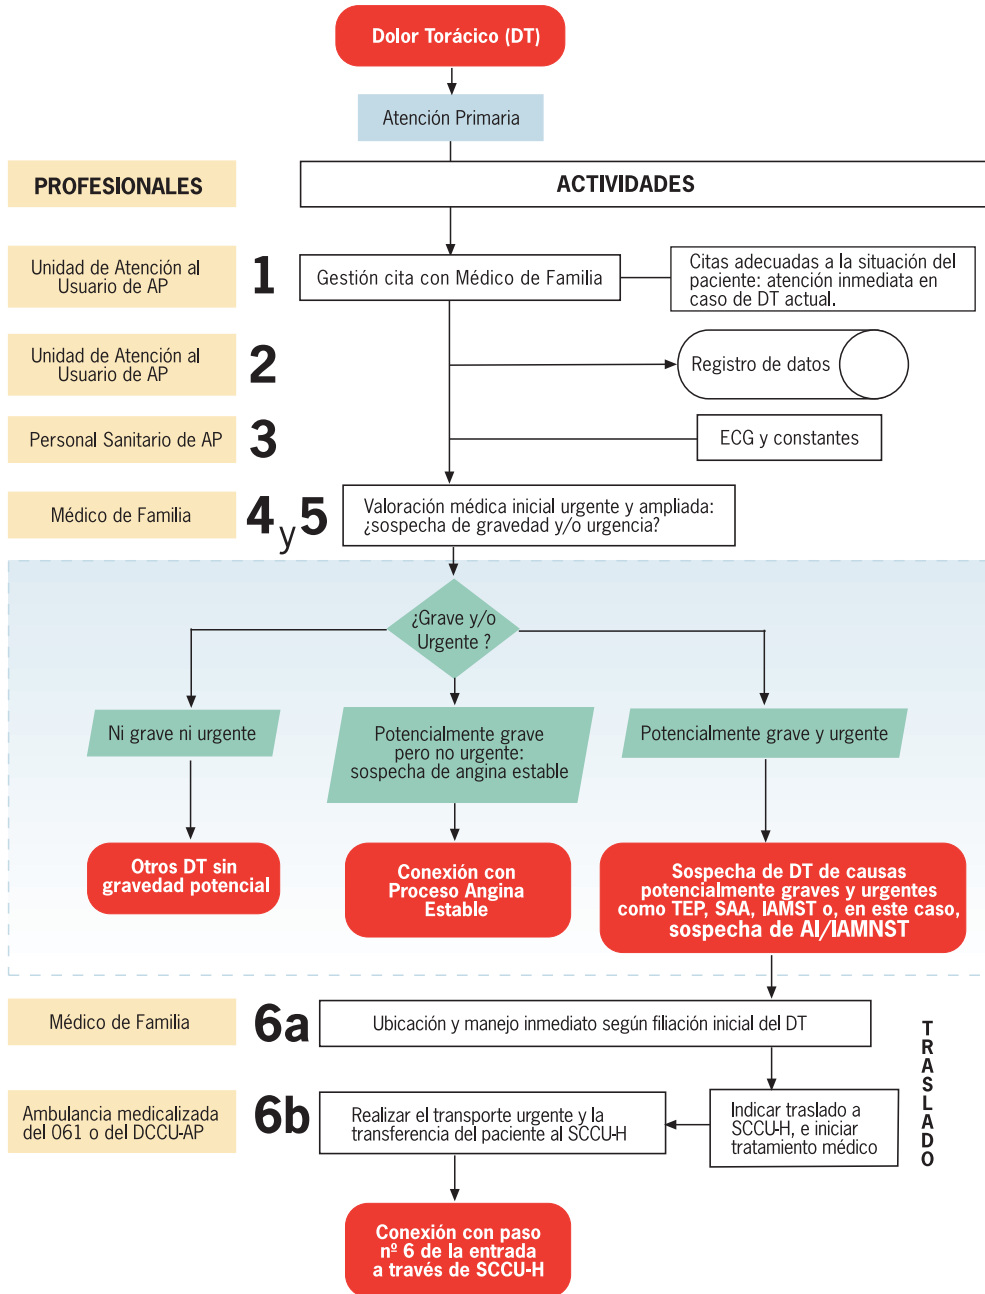 Dolor Torácico (DT)
Atención Primaria
PROFESIONALES
ACTIVIDADES
Unidad de Atención al
Usuario de AP
1
Gestión cita con Médico de Familia
Citas adecuadas a la situación del
paciente: atención inmediata en
caso de DT actual.
Unidad de Atención al
Usuario de AP
2
Registro de datos
Personal Sanitario de AP
3
ECG y constantes
Médico de Familia
4 y 5
Valoración médica inicial urgente y ampliada:
¿sospecha de gravedad y/o urgencia?
¿Grave y/o
Urgente ?
Ni grave ni urgente
Potencialmente grave
pero no urgente:
sospecha de angina estable
Potencialmente grave y urgente
Otros DT sin
gravedad potencial
Conexión con
Proceso Angina
Estable
Sospecha de DT de causas
potencialmente graves y urgentes
como TEP, SAA, IAMST o, en este caso,
sospecha de AI/IAMNST
Médico de Familia
6a
Ubicación y manejo inmediato según filiación inicial del DT
TRASLADO
Ambulancia medicalizada
del 061 o del DCCU-AP
6b
Realizar el transporte urgente y la
transferencia del paciente al SCCU-H
Indicar traslado a
SCCU-H, e iniciar
tratamiento médico
Conexión con paso
nº 6 de la entrada
a través de SCCU-H